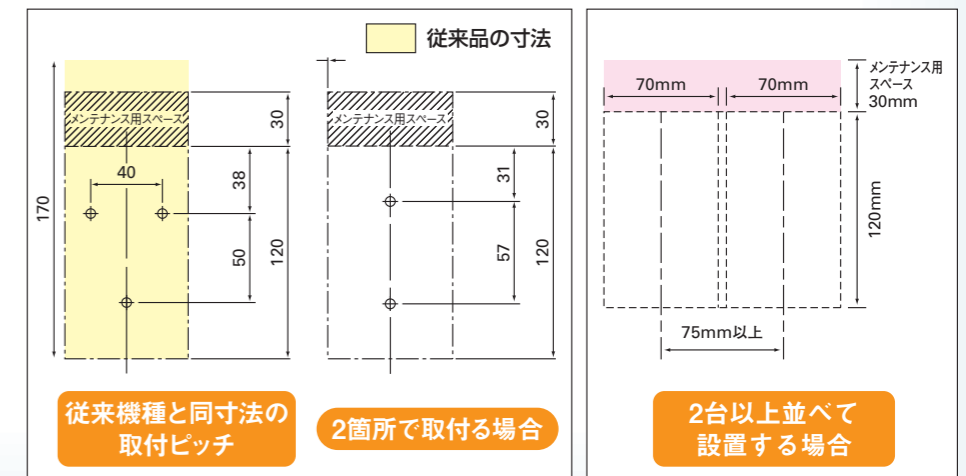 従来品の寸法
メンテナンス用スペース
30
170
40
38
50
120
従来機種と同寸法の
取付ピッチ
メンテナンス用スペース
30
31
57
120
2箇所で取付る場合
メンテナンス用
スペース
30mm
70mm
70mm
120mm
75mm以上
2台以上並べて
設置する場合